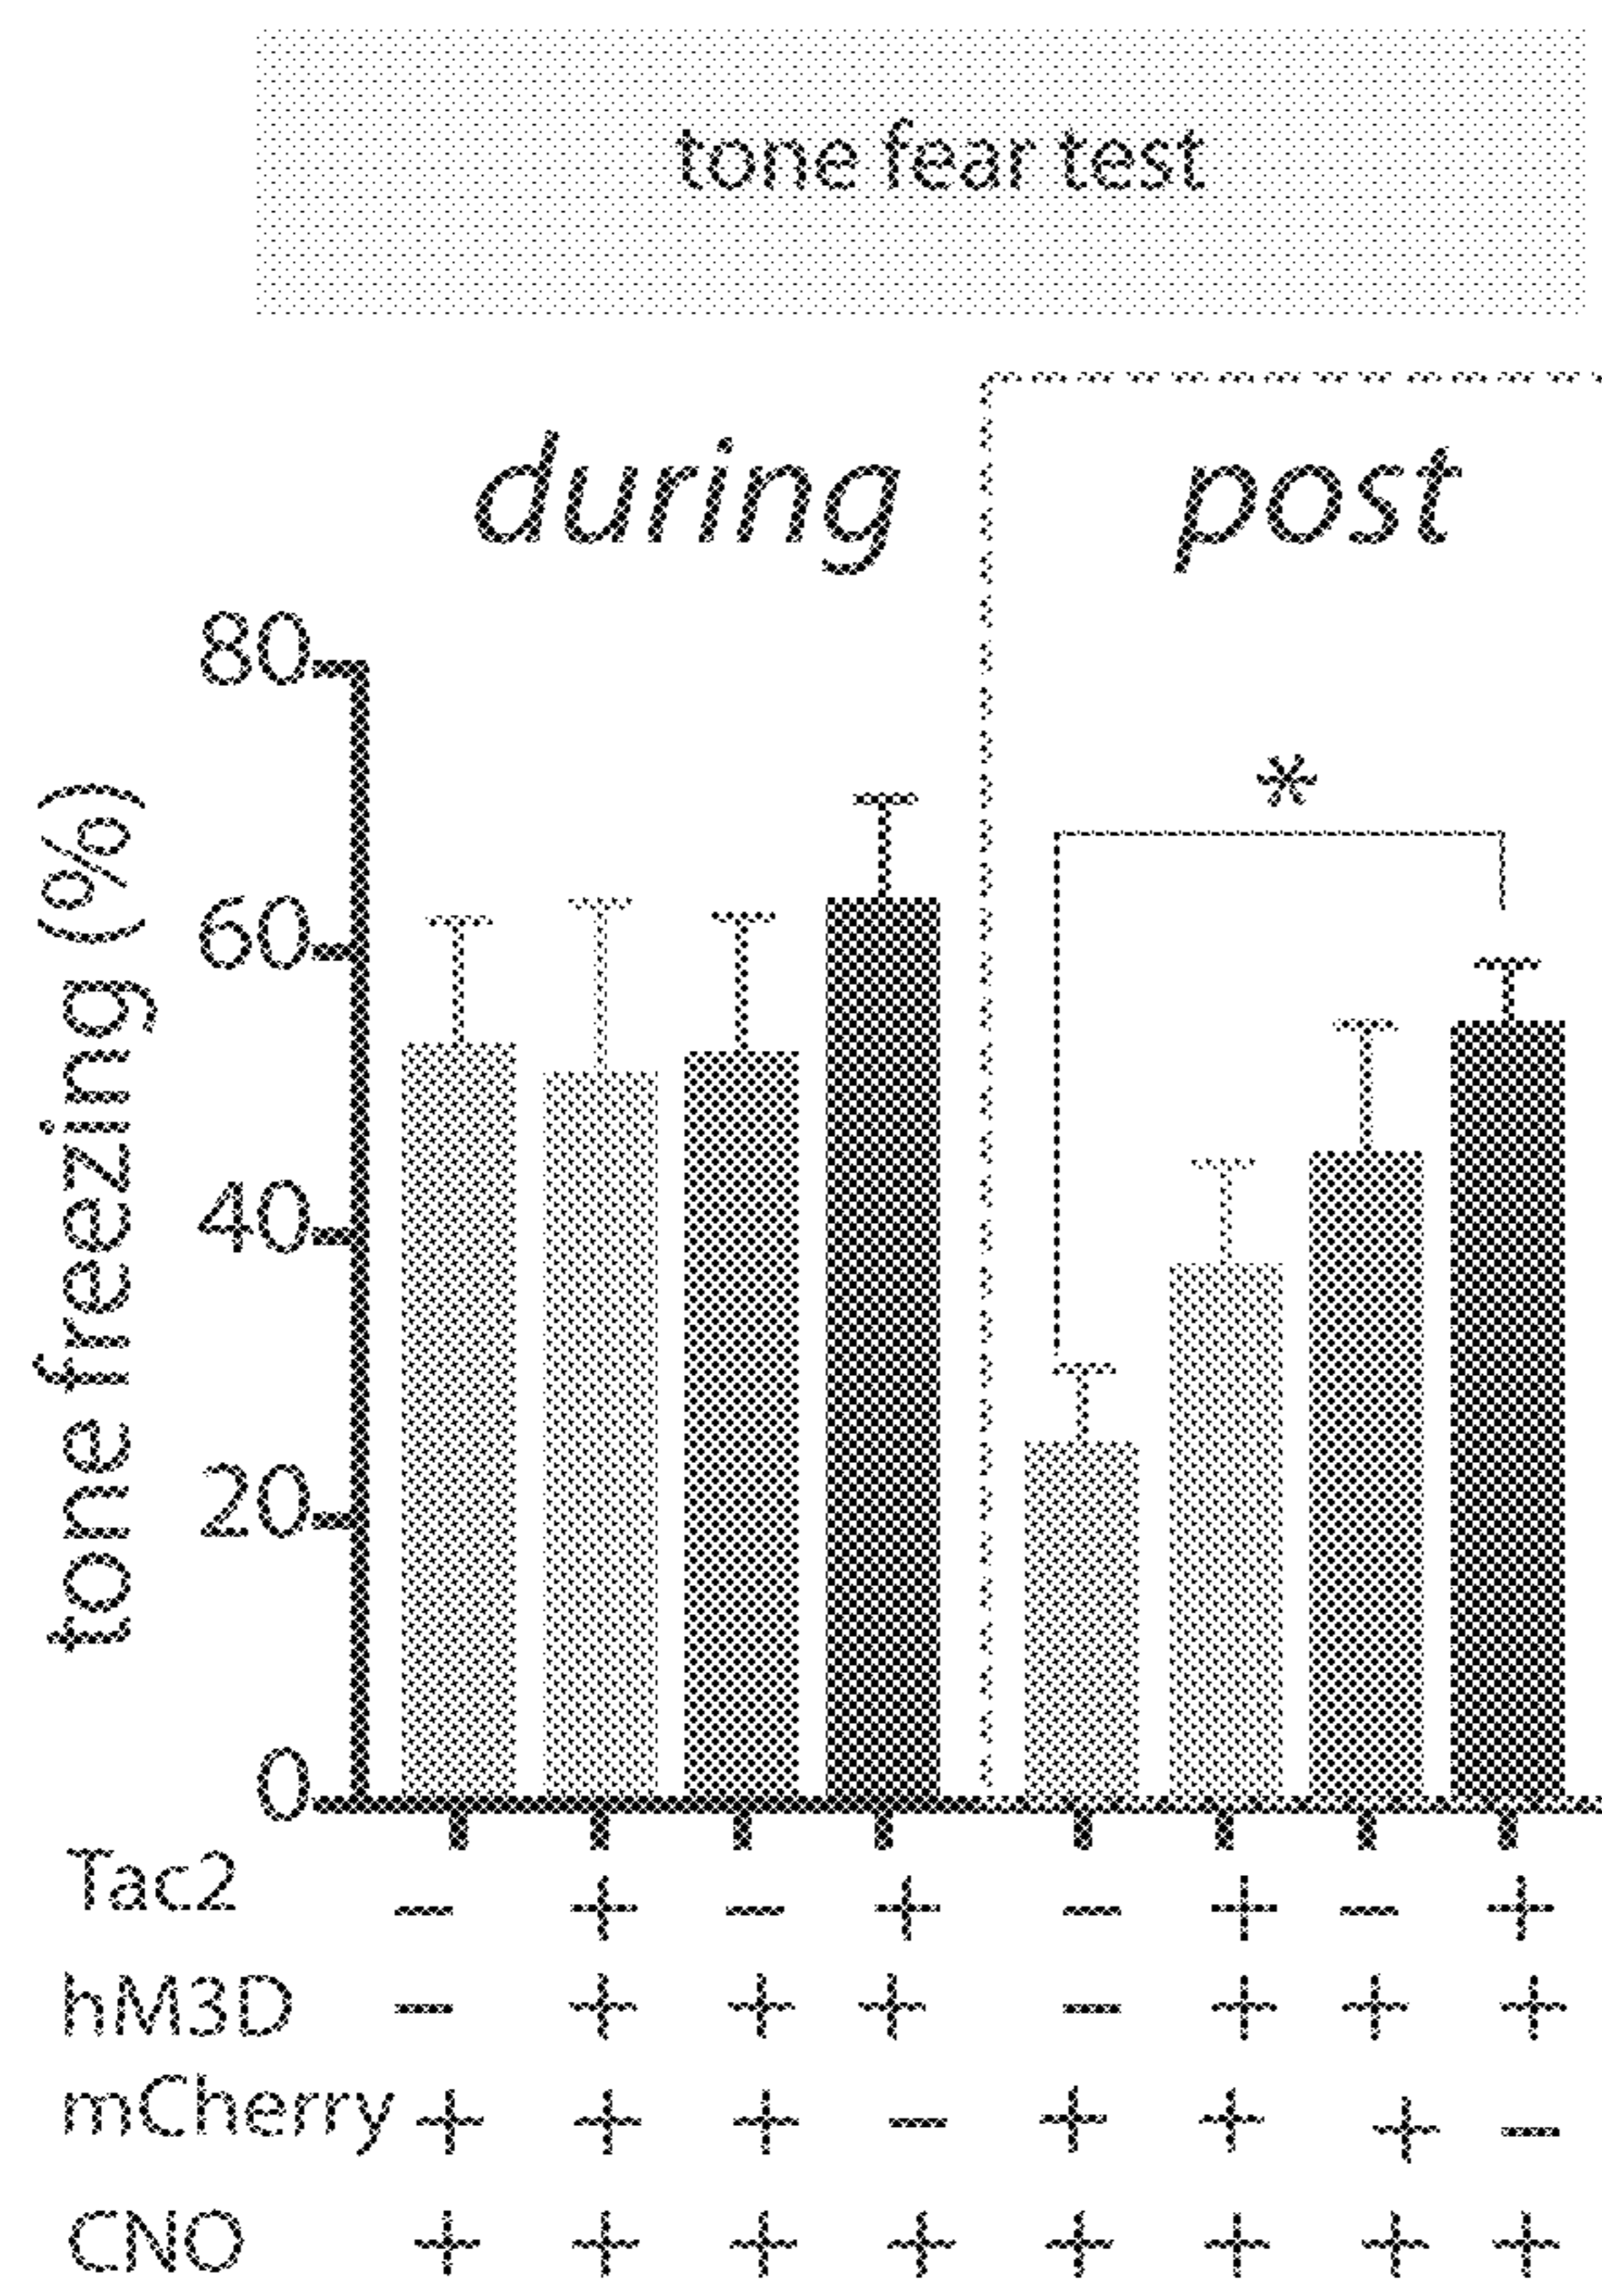 tone fear test
during post
*
tone freezing (%)
80
60
40
20
0
Tac2 − + − + − + − +
hM3D − + + + − + + +
mCherry + + + − + + + −
CNO + + + + + + + +